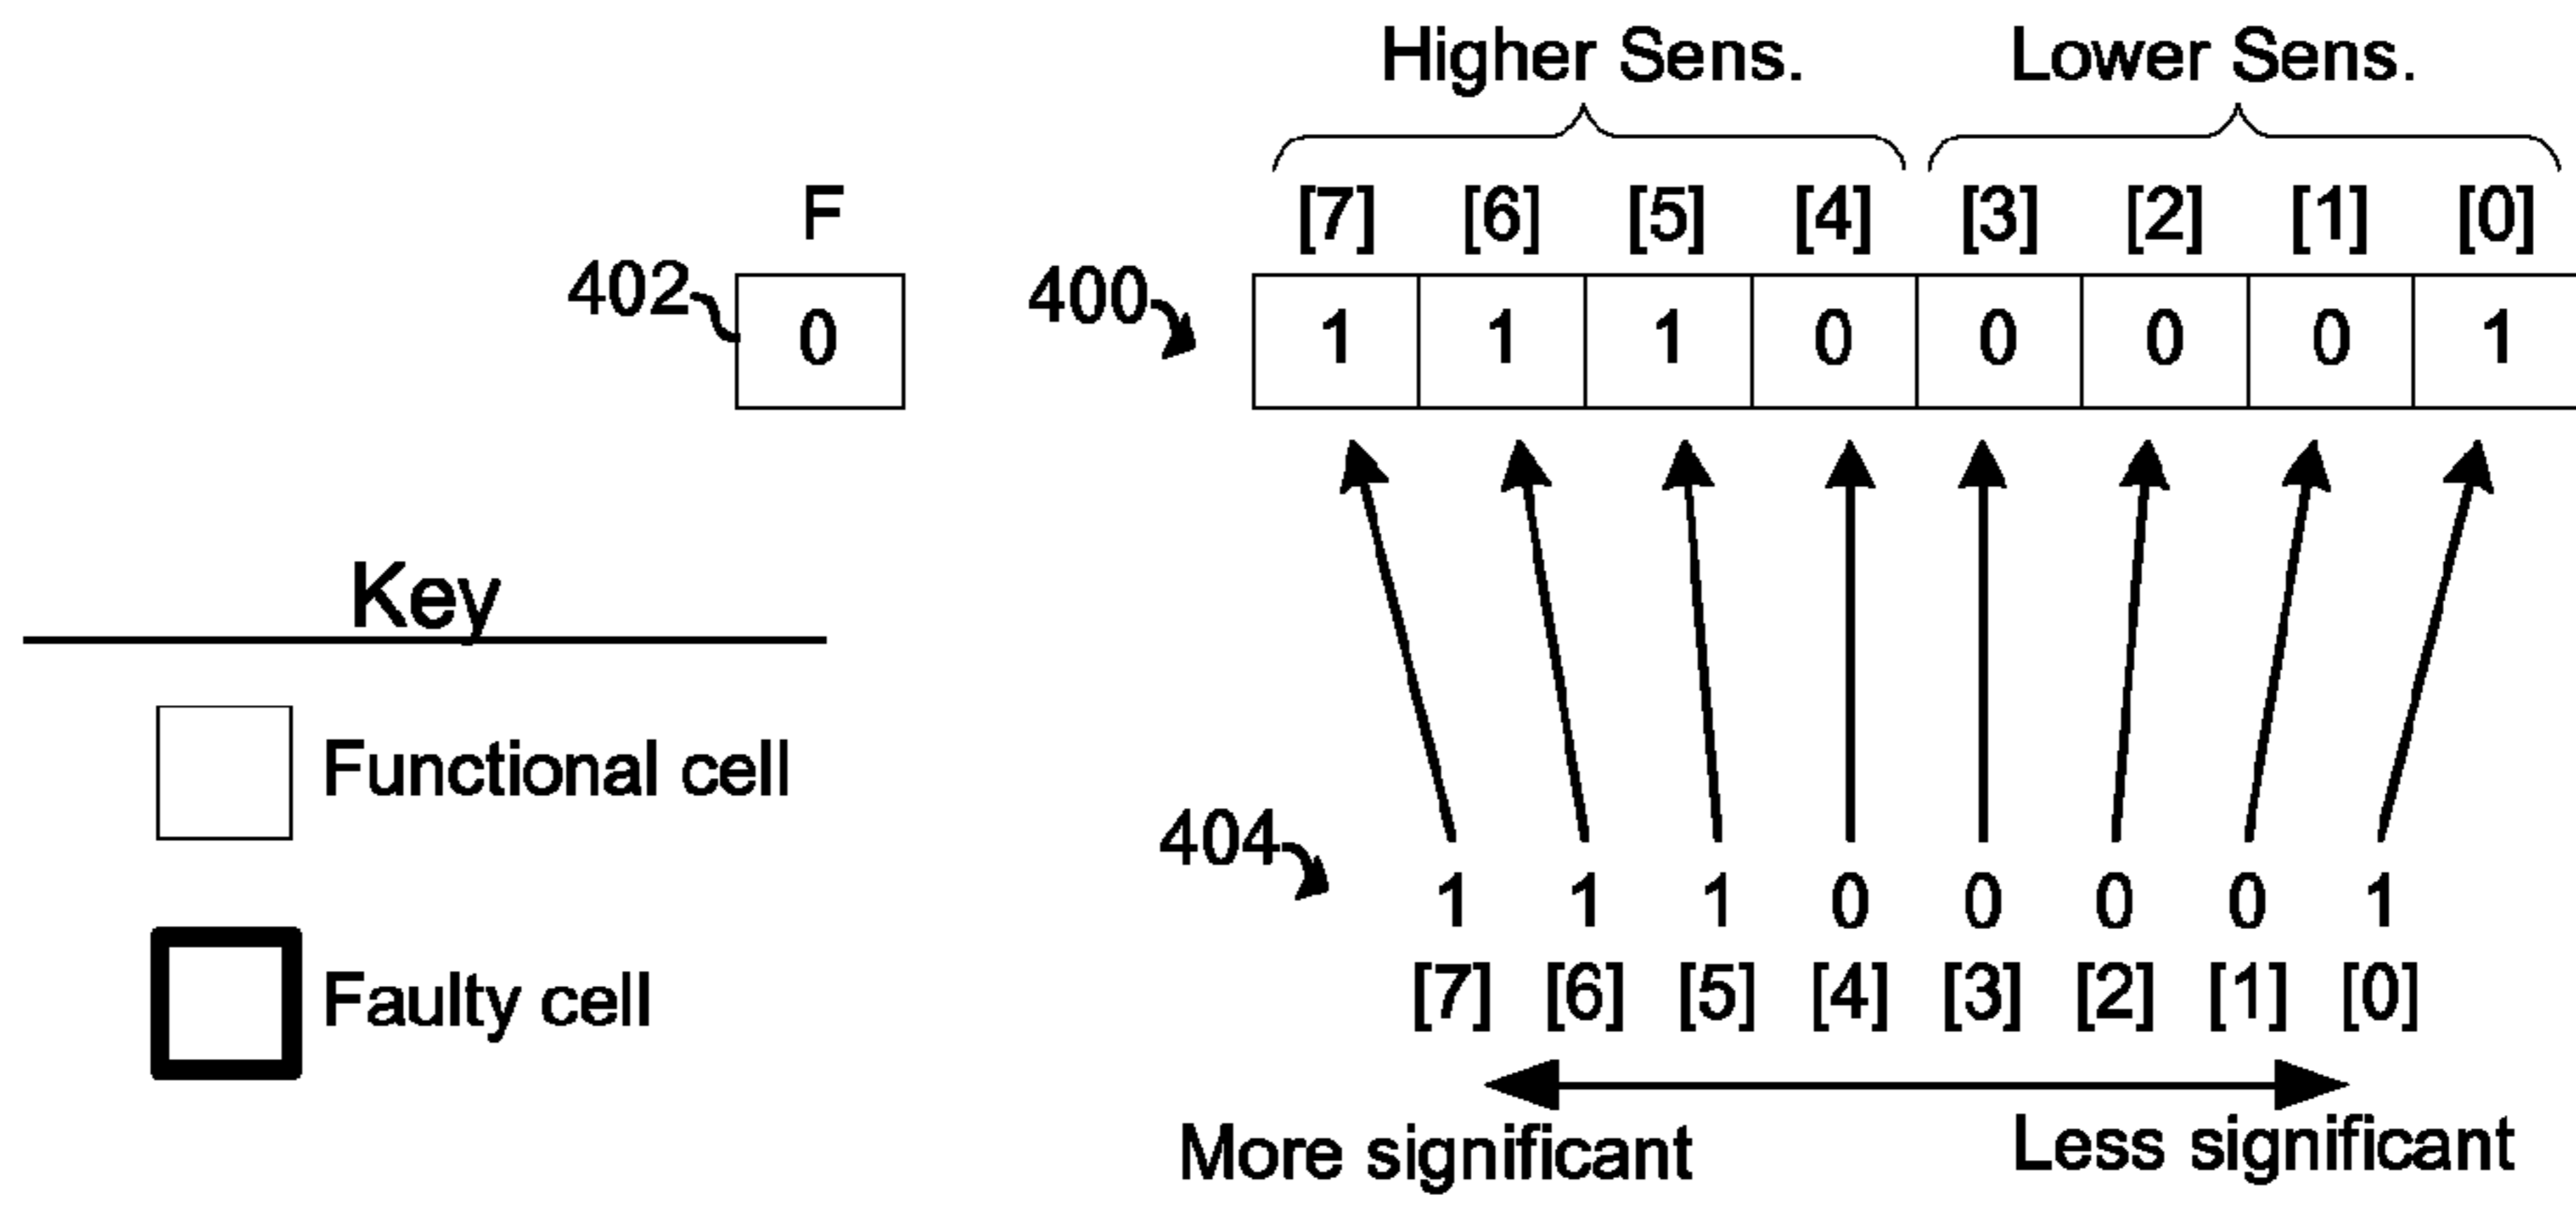 Higher Sens. Lower Sens.
F [7] [6] [5] [4] [3] [2] [1] [0]
402 0 400 1 1 1 0 0 0 0 1
Key
Functional cell
404 1 1 1 0 0 0 0 1
Faulty cell [7] [6] [5] [4] [3] [2] [1] [0]
More significant Less significant